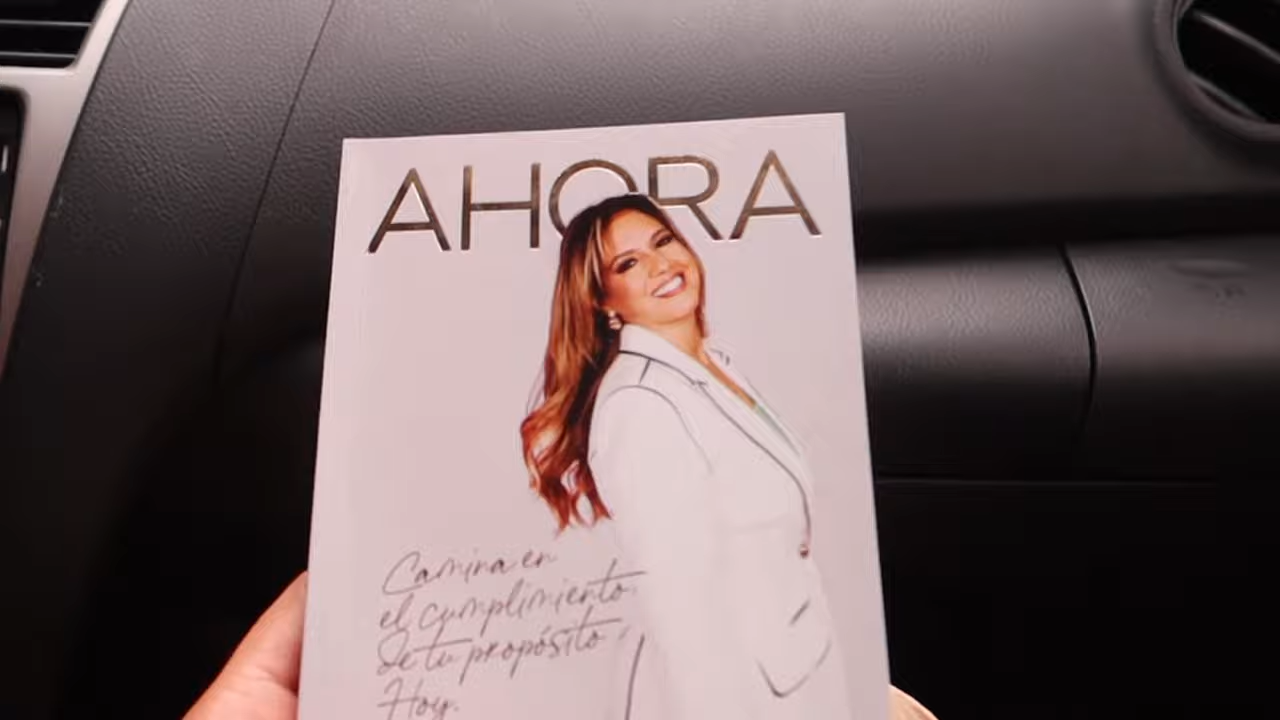 AHORA
Camina en
el cumplimiento
de tu propósito
Hoy.